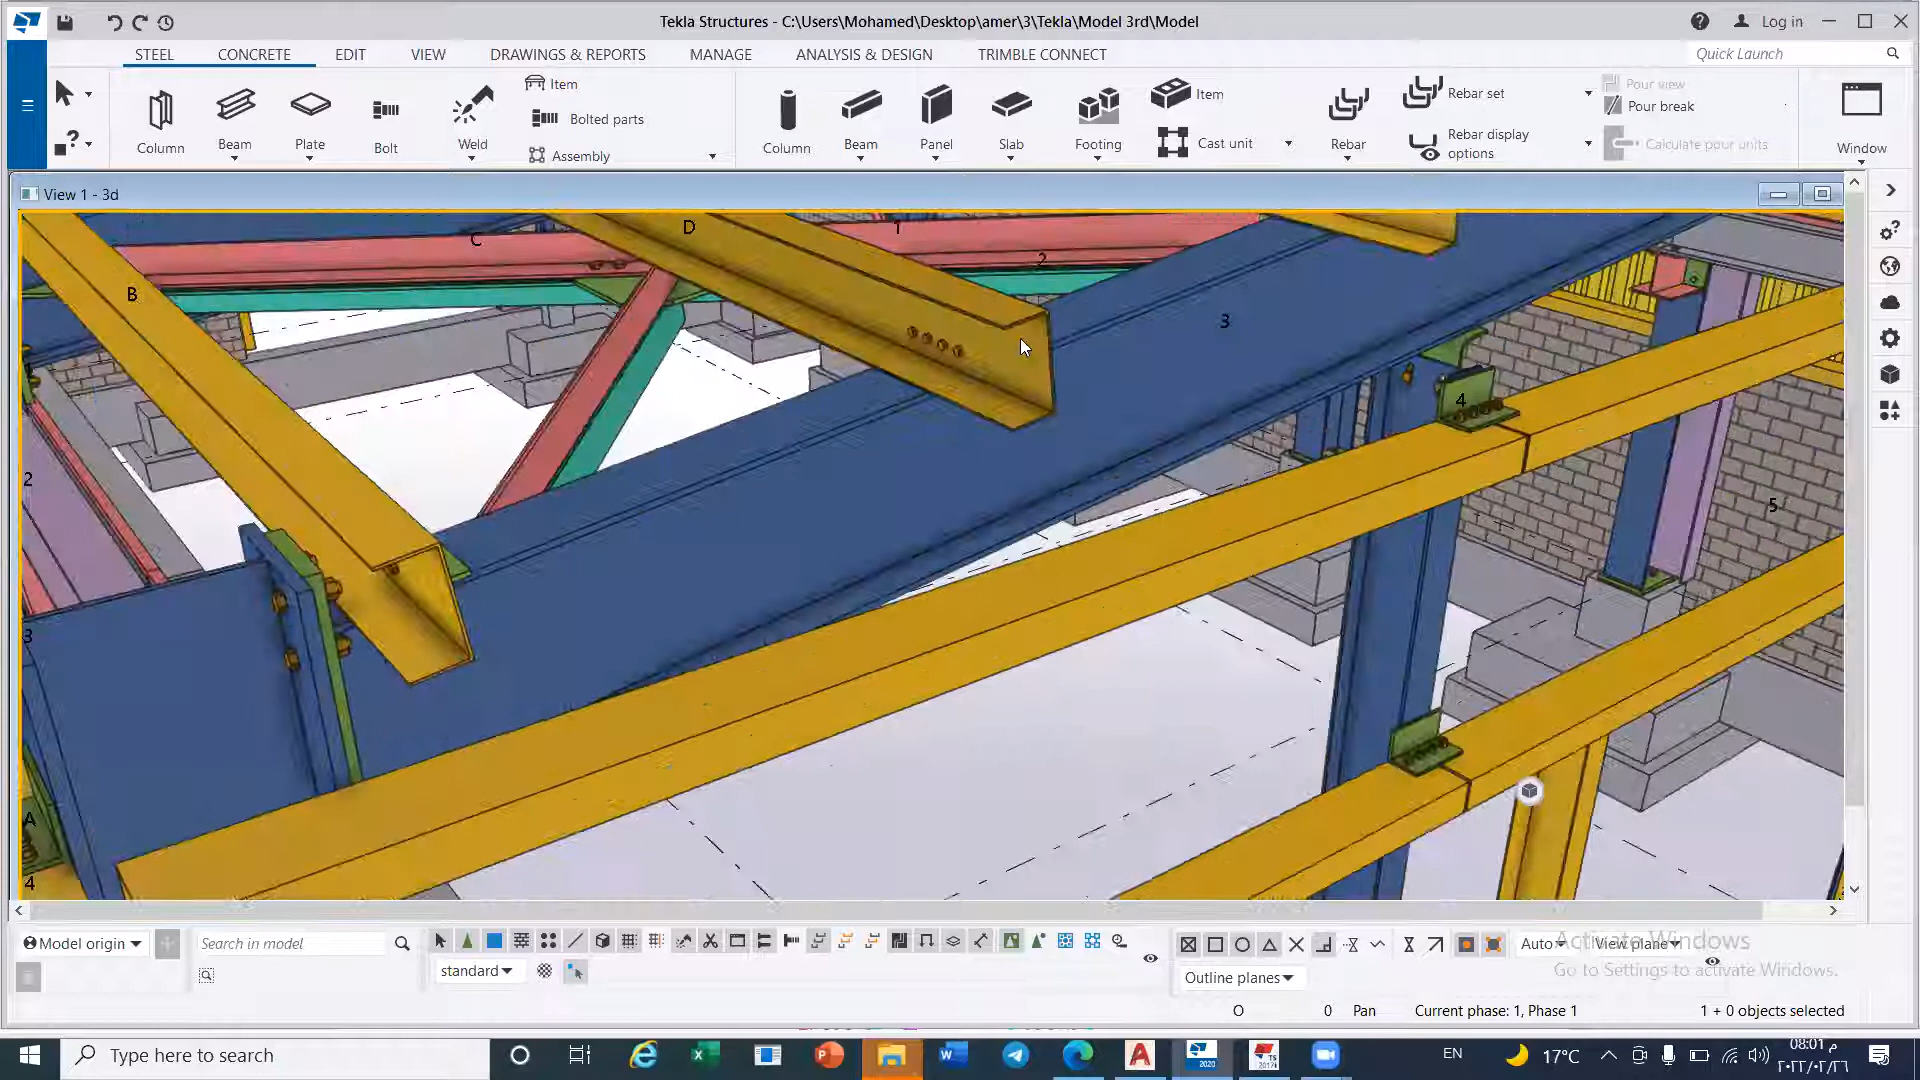 Tekla Structures - C:\Users\Mohamed\Desktop\amer\3\Tekla\Model 3rd\Model
Log in
STEEL CONCRETE EDIT VIEW DRAWINGS & REPORTS MANAGE ANALYSIS & DESIGN TRIMBLE CONNECT
Quick Launch
Column Beam Plate Bolt Weld
Item
Bolted parts
Assembly
Column Beam Panel Slab Footing
Item
Cast unit
Rebar
Rebar set
Rebar display
options
Pour view
Pour break
Calculate pour units
Window
View 1 - 3d
C D 1
2
B
3
4
2
5
3
A
4
Model origin
Search in model
standard
Auto
View plane
Outline planes
Activate Windows
Go to Settings to activate Windows.
O 0 Pan Current phase: 1, Phase 1 1 + 0 objects selected
Type here to search
EN
17°C
08:01 م
٢٠٢٢/٠٢/٢٦